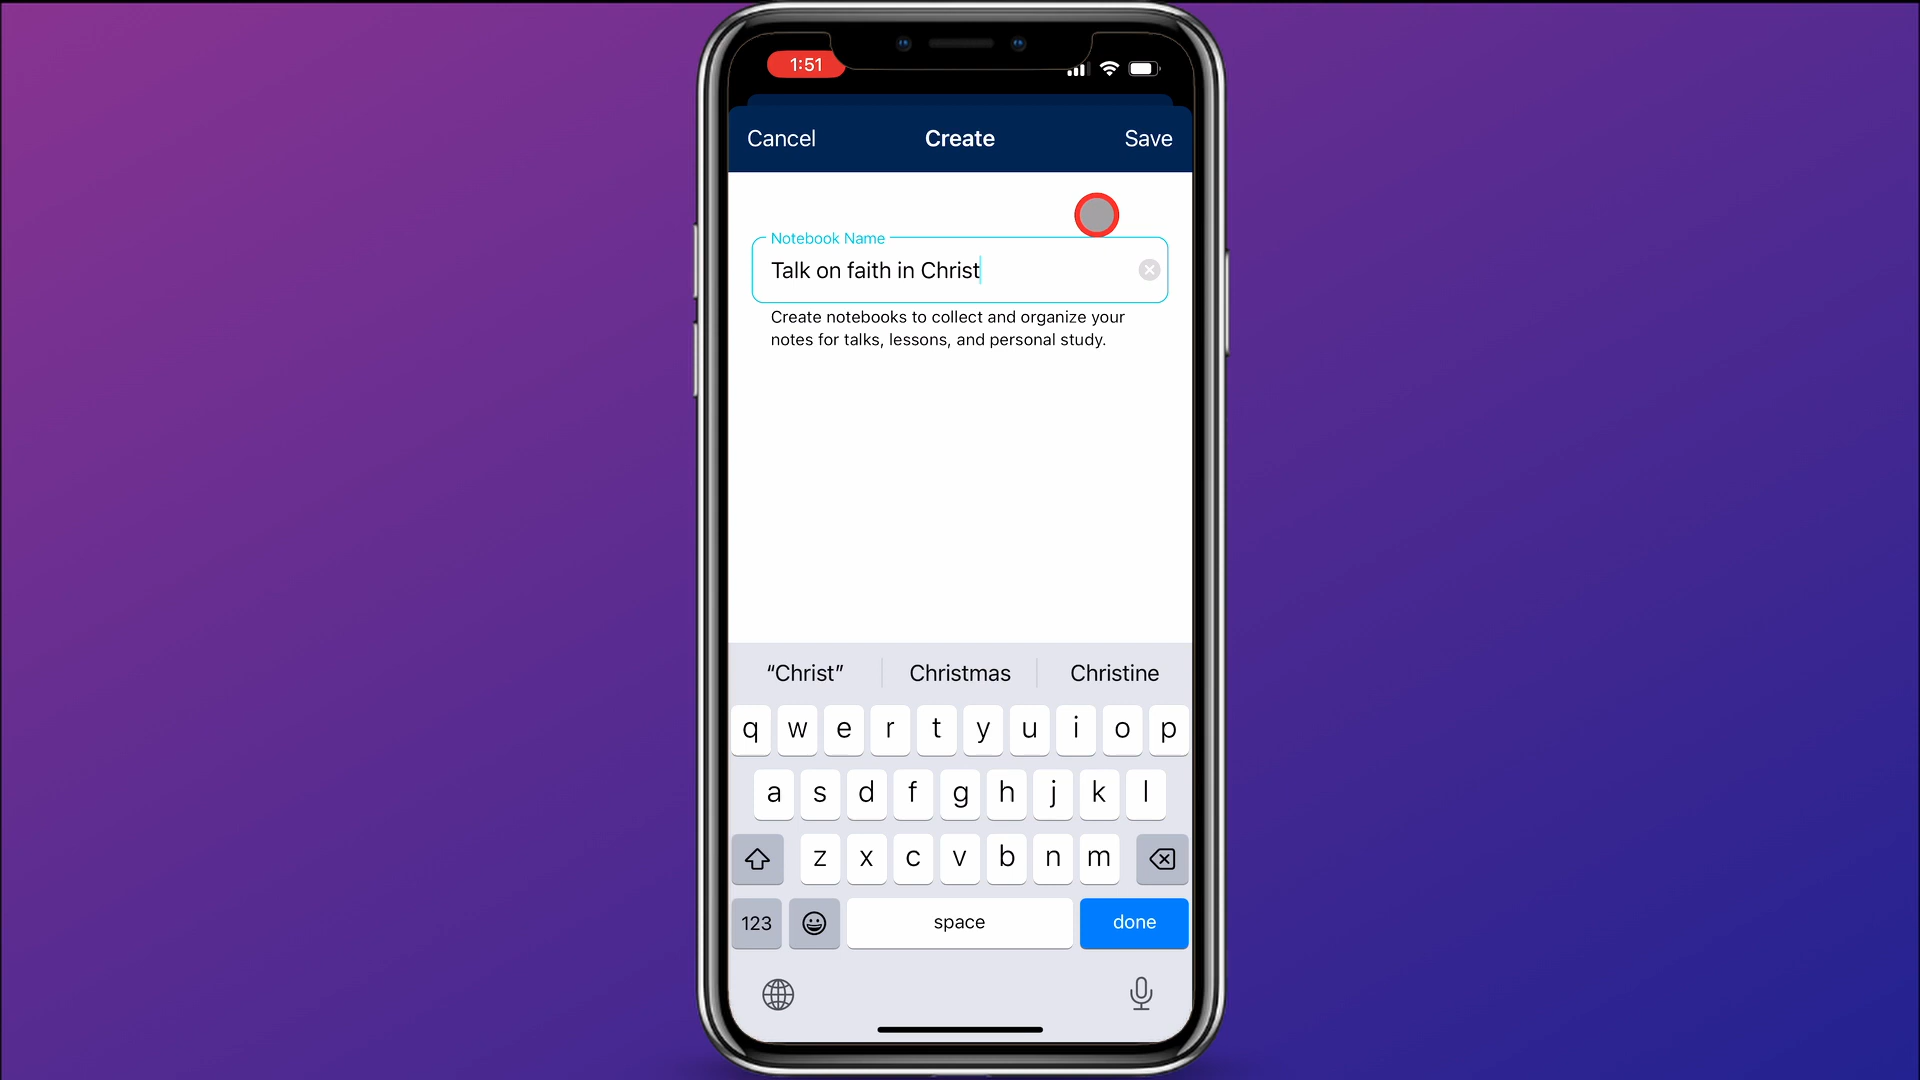 1:51
Cancel Create Save
Notebook Name
Talk on faith in Christ
Create notebooks to collect and organize your
notes for talks, lessons, and personal study.
“Christ” Christmas Christine
q w e r t y u i o p
a s d f g h j k l
z x c v b n m
123 space done